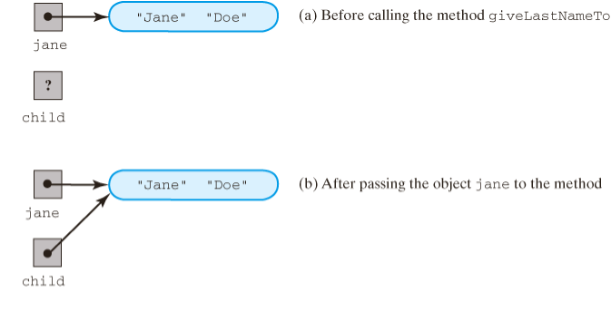 "Jane" "Doe" (a) Before calling the method giveLastNameTo
jane
?
child
"Jane" "Doe" (b) After passing the object jane to the method
jane
child